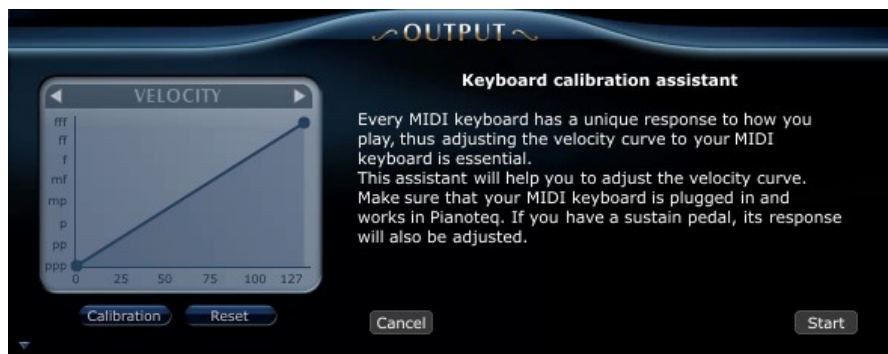 OUTPUT
VELOCITY
fff
ff
f
mf
mp
p
pp
ppp
0 25 50 75 100 127
Calibration Reset
Keyboard calibration assistant
Every MIDI keyboard has a unique response to how you
play, thus adjusting the velocity curve to your MIDI
keyboard is essential.
This assistant will help you to adjust the velocity curve.
Make sure that your MIDI keyboard is plugged in and
works in Pianoteq. If you have a sustain pedal, its response
will also be adjusted.
Cancel Start